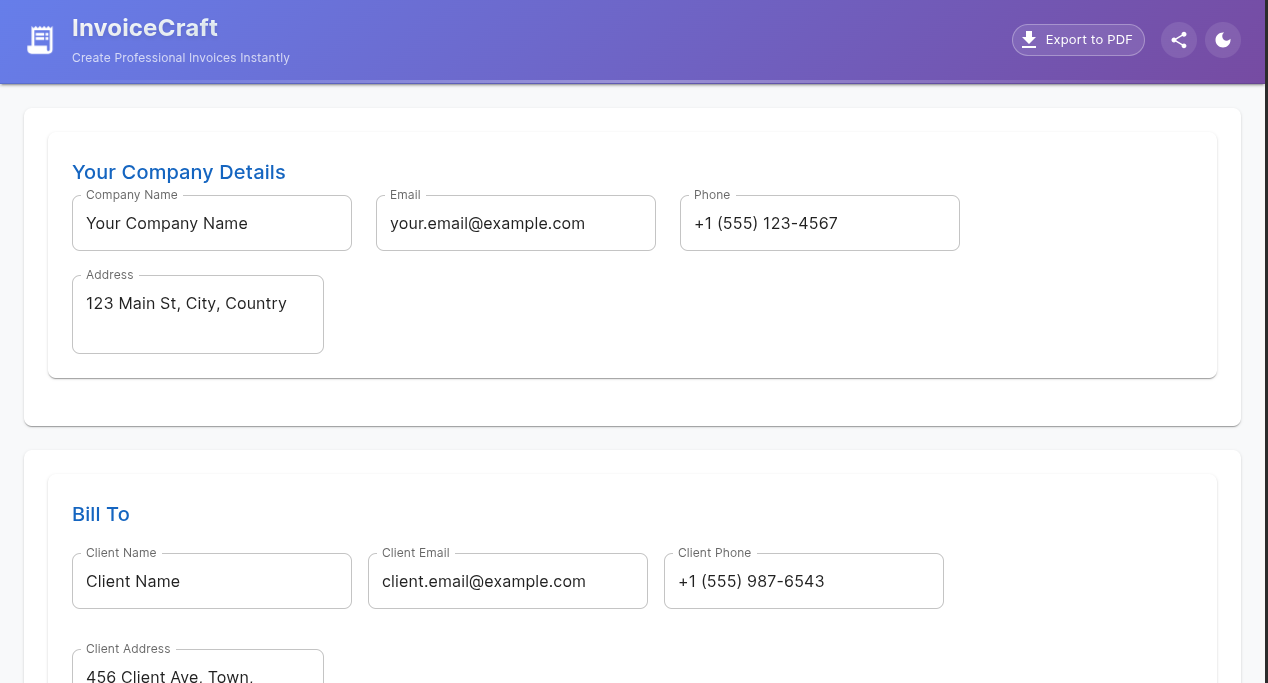 InvoiceCraft
Create Professional Invoices Instantly
Export to PDF
Your Company Details
Company Name
Your Company Name
Email
your.email@example.com
Phone
+1 (555) 123-4567
Address
123 Main St, City, Country
Bill To
Client Name
Client Name
Client Email
client.email@example.com
Client Phone
+1 (555) 987-6543
Client Address
456 Client Ave, Town,